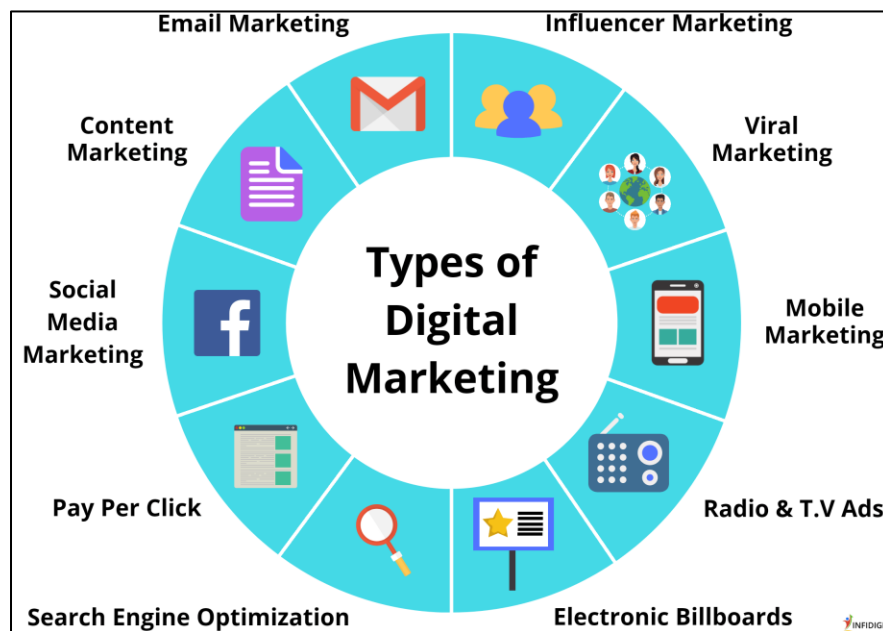 Email Marketing
Influencer Marketing
Content
Marketing
Viral
Marketing
Types of
Digital
Marketing
Social
Media
Marketing
Mobile
Marketing
Pay Per Click
Radio & T.V Ads
Search Engine Optimization
Electronic Billboards